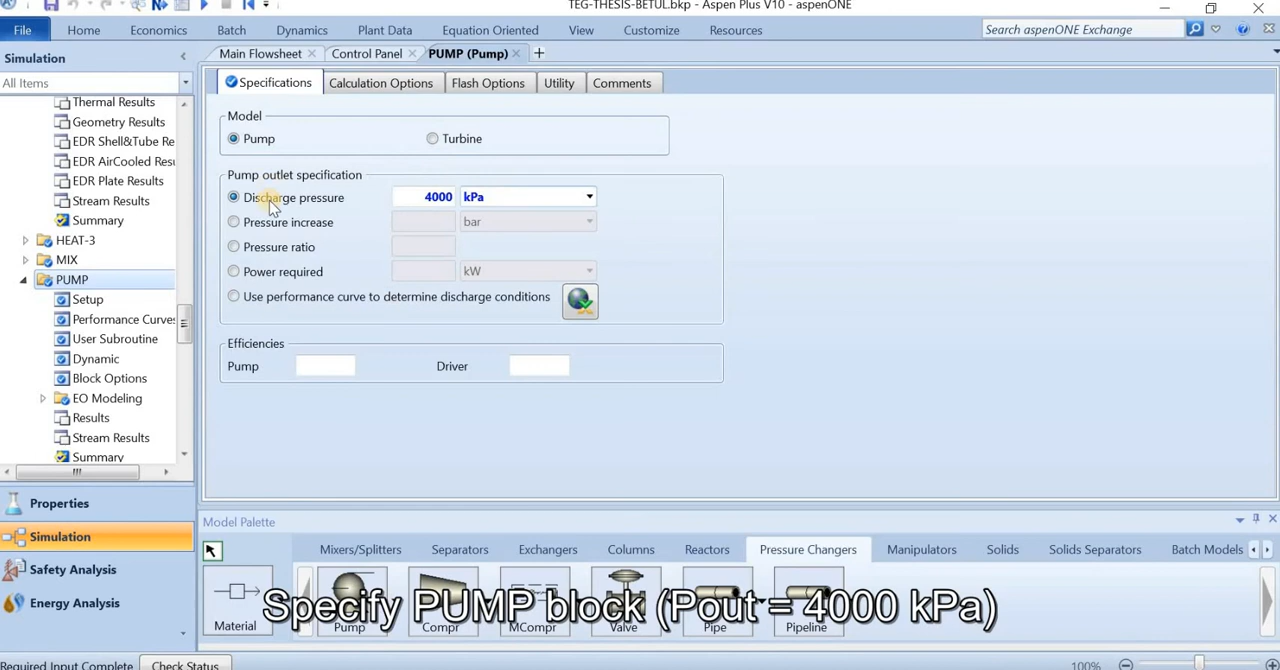 TEG-THESIS-BETUL.bkp - Aspen Plus V10 - aspenONE
File Home Economics Batch Dynamics Plant Data Equation Oriented View Customize Resources Search aspenONE Exchange
Simulation
Main Flowsheet Control Panel PUMP (Pump)
All Items
Specifications Calculation Options Flash Options Utility Comments
Thermal Results
Geometry Results
EDR Shell&Tube Re
EDR AirCooled Resu
EDR Plate Results
Stream Results
Summary
HEAT-3
MIX
PUMP
Setup
Performance Curves
User Subroutine
Dynamic
Block Options
EO Modeling
Results
Stream Results
Summary
Model
Pump Turbine
Pump outlet specification
Discharge pressure 4000 kPa
Pressure increase bar
Pressure ratio
Power required kW
Use performance curve to determine discharge conditions
Efficiencies
Pump Driver
Properties
Simulation
Safety Analysis
Energy Analysis
Model Palette
Mixers/Splitters Separators Exchangers Columns Reactors Pressure Changers Manipulators Solids Solids Separators Batch Models
Material Pump Compr MCompr Valve Pipe Pipeline
Specify PUMP block (Pout = 4000 kPa)
Required Input Complete Check Status 100%